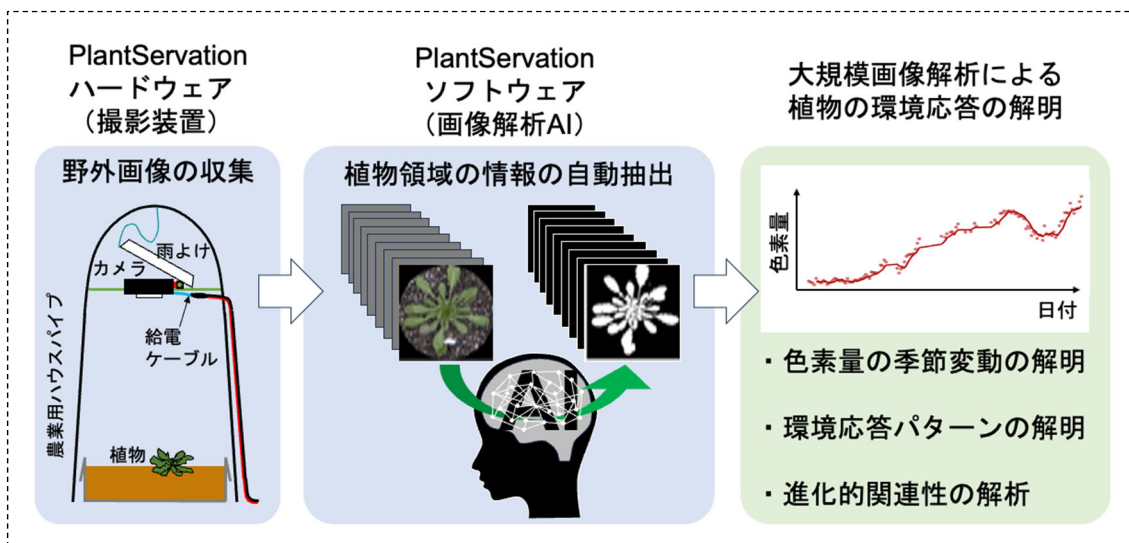 PlantServation
ハードウェア
（撮影装置）
野外画像の収集
雨よけ
カメラ
給電
ケーブル
農業用ハウスパイプ
植物
PlantServation
ソフトウェア
（画像解析AI）
植物領域の情報の自動抽出
AI
大規模画像解析による
植物の環境応答の解明
色素量
日付
・色素量の季節変動の解明
・環境応答パターンの解明
・進化的関連性の解析